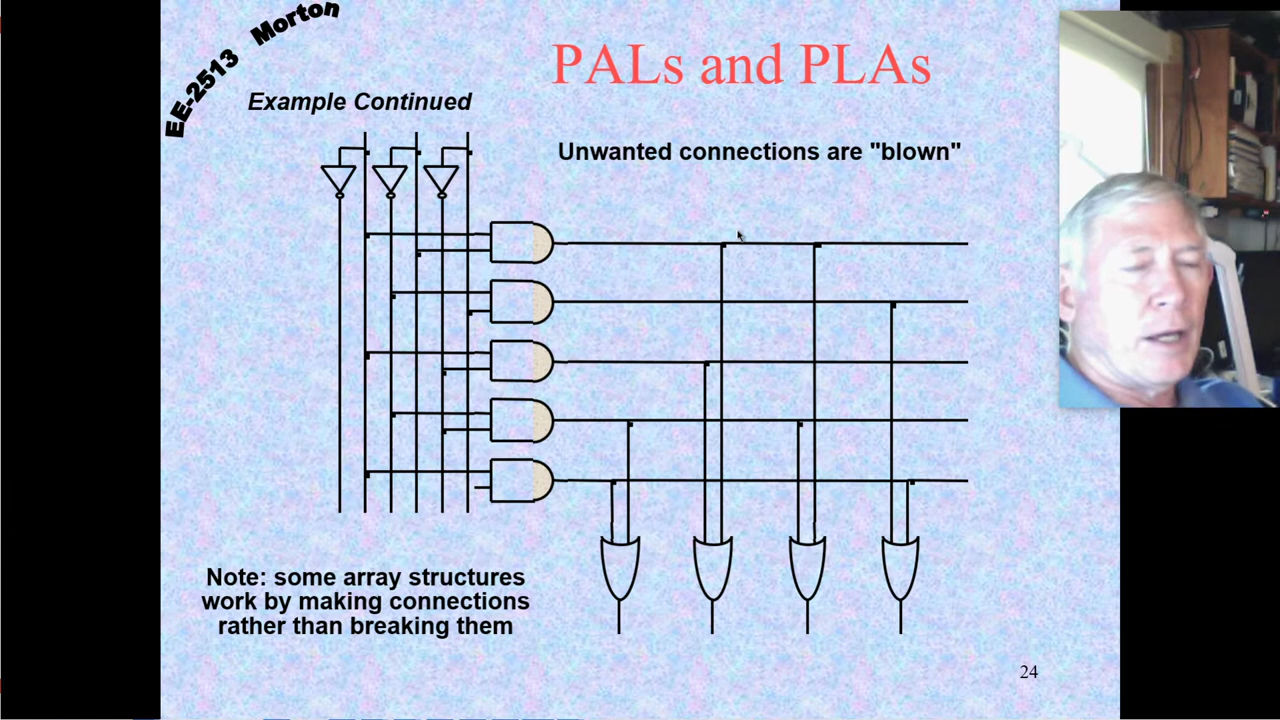 EE-2513 Morton
PALs and PLAs
Example Continued
Unwanted connections are "blown"
Note: some array structures
work by making connections
rather than breaking them
24